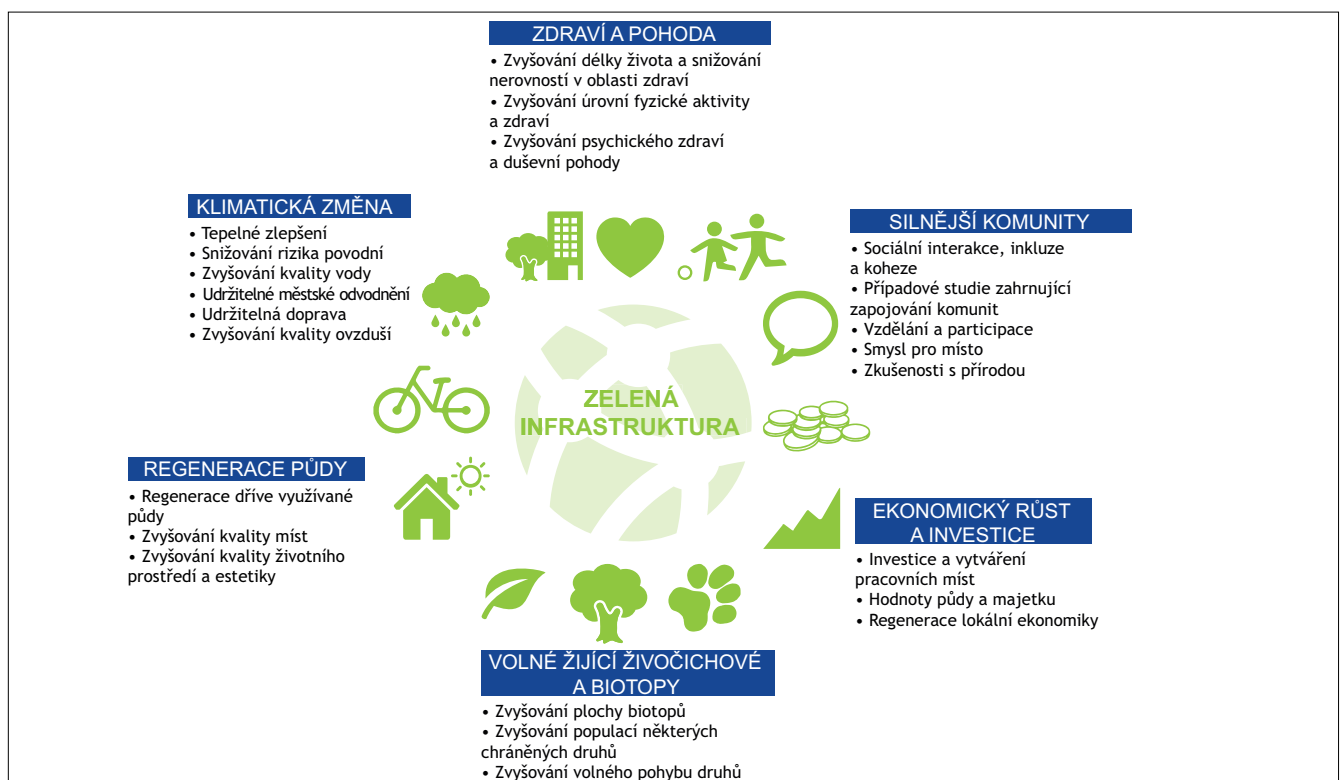 ZDRAVÍ A POHODA
• Zvyšování délky života a snižování
nerovností v oblasti zdraví
• Zvyšování úrovní fyzické aktivity
a zdraví
• Zvyšování psychického zdraví
a duševní pohody
KLIMATICKÁ ZMĚNA
• Tepelné zlepšení
• Snižování rizika povodní
• Zvyšování kvality vody
• Udržitelné městské odvodnění
• Udržitelná doprava
• Zvyšování kvality ovzduší
SILNĚJŠÍ KOMUNITY
• Sociální interakce, inkluze
a koheze
• Případové studie zahrnující
zapojování komunit
• Vzdělání a participace
• Smysl pro místo
• Zkušenosti s přírodou
ZELENÁ
INFRASTRUKTURA
REGENERACE PŮDY
• Regenerace dříve využívané
půdy
• Zvyšování kvality míst
• Zvyšování kvality životního
prostředí a estetiky
EKONOMICKÝ RŮST
A INVESTICE
• Investice a vytváření
pracovních míst
• Hodnoty půdy a majetku
• Regenerace lokální ekonomiky
VOLNĚ ŽIJÍCÍ ŽIVOČICHOVÉ
A BIOTOPY
• Zvyšování plochy biotopů
• Zvyšování populací některých
chráněných druhů
• Zvyšování volného pohybu druhů